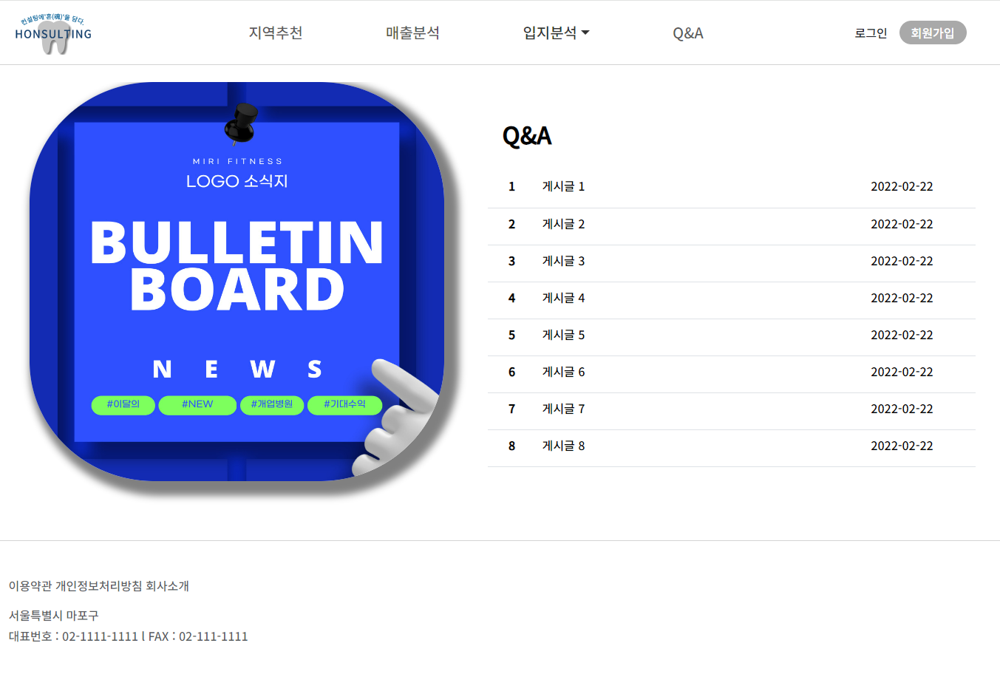 컨설팅에'혼(魂)'을 담다.
HONSULTING
지역추천 매출분석 입지분석 Q&A 로그인 회원가입
MIRI FITNESS
LOGO 소식지
BULLETIN
BOARD
NEWS
#이달의 #NEW #개업병원 #기대수익
Q&A
1 게시글 1 2022-02-22
2 게시글 2 2022-02-22
3 게시글 3 2022-02-22
4 게시글 4 2022-02-22
5 게시글 5 2022-02-22
6 게시글 6 2022-02-22
7 게시글 7 2022-02-22
8 게시글 8 2022-02-22
이용약관 개인정보처리방침 회사소개
서울특별시 마포구
대표번호 : 02-1111-1111 l FAX : 02-111-1111